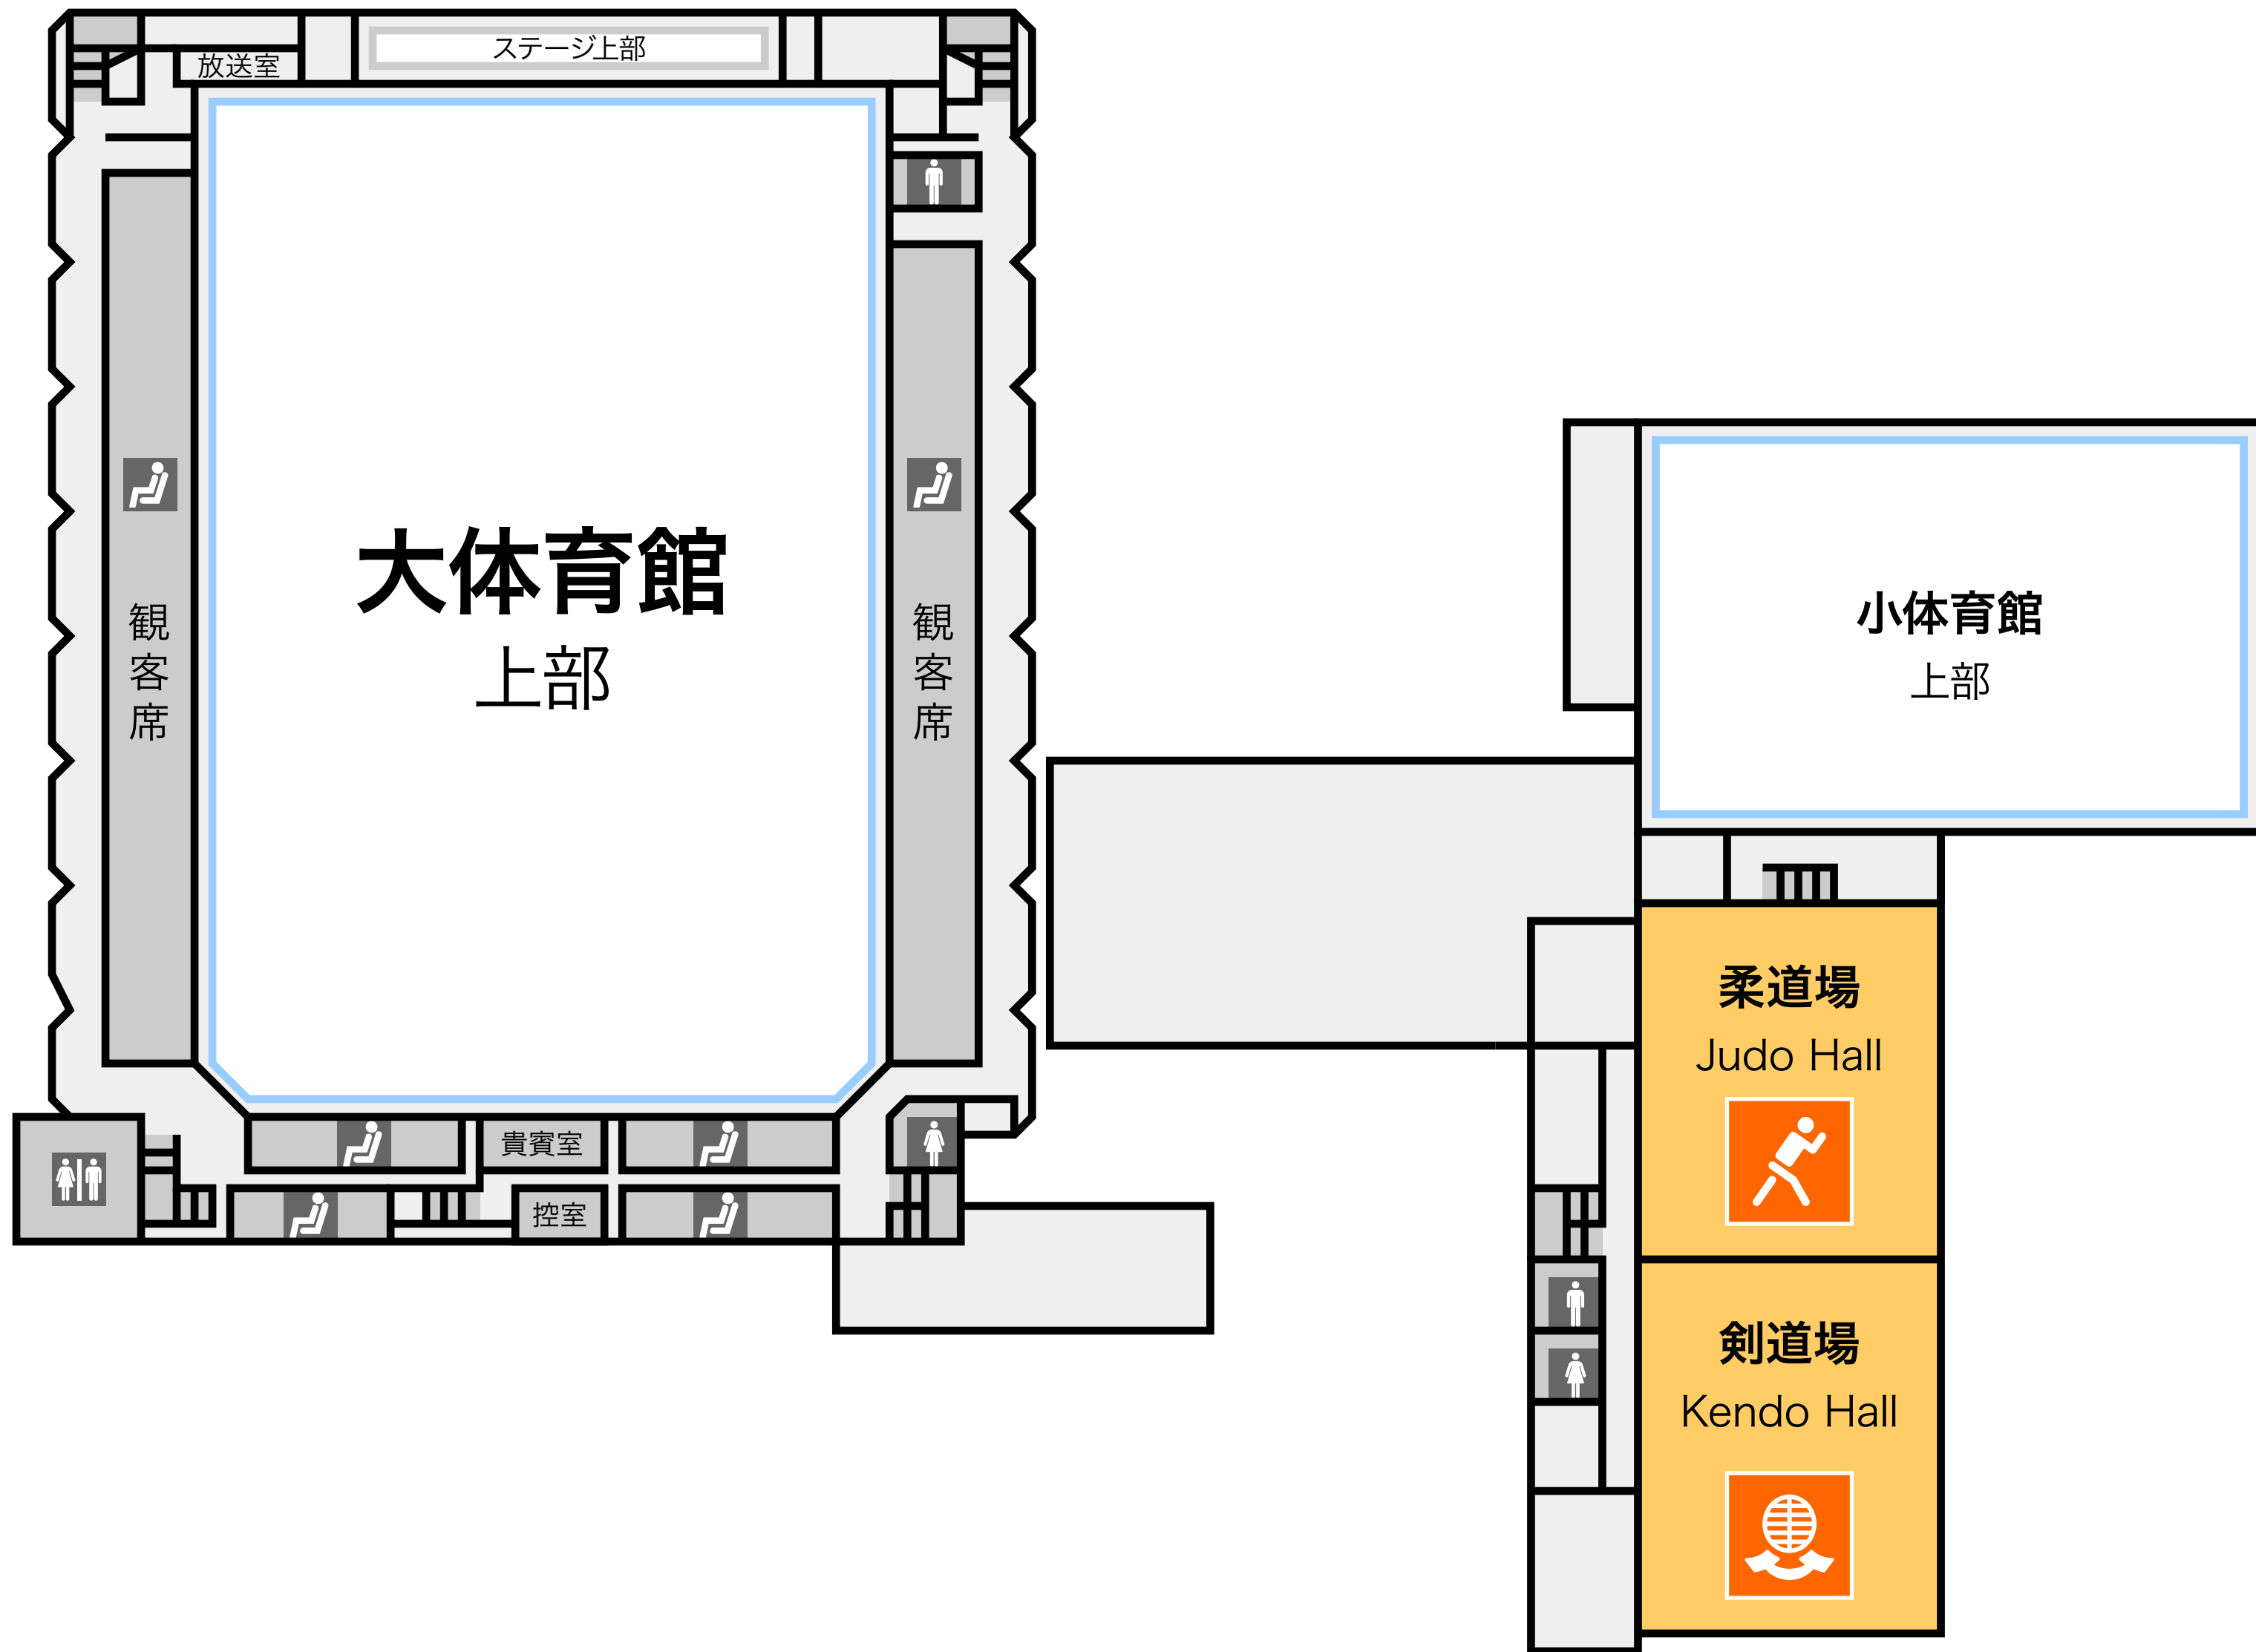 放送室
ステージ上部
大体育館
上部
観客席
観客席
小体育館
上部
柔道場
Judo Hall
貴賓室
控室
剣道場
Kendo Hall